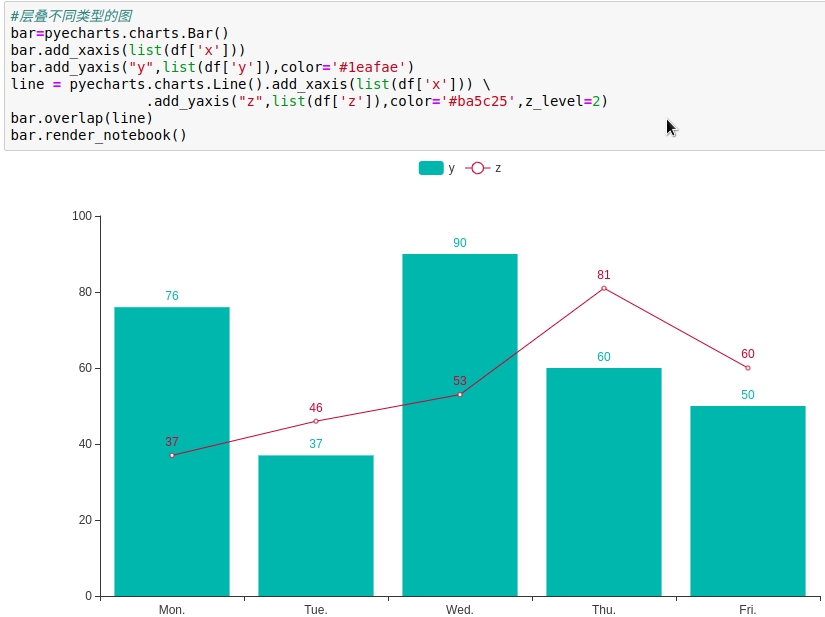 #层叠不同类型的图
bar=pyecharts.charts.Bar()
bar.add_xaxis(list(df['x']))
bar.add_yaxis("y",list(df['y']),color='#1eafae')
line = pyecharts.charts.Line().add_xaxis(list(df['x'])) \
.add_yaxis("z",list(df['z']),color='#ba5c25',z_level=2)
bar.overlap(line)
bar.render_notebook()
y z
100
90
81
80
76
60
60
60
53
50
46
40
37
37
20
0
Mon. Tue. Wed. Thu. Fri.